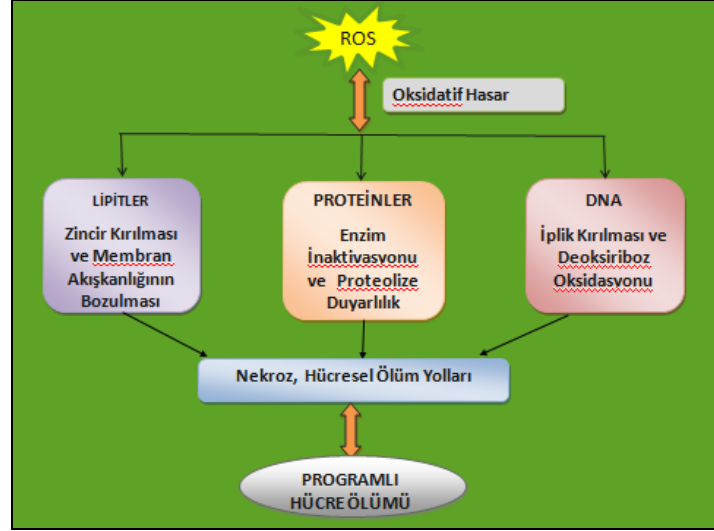 ROS
Oksidatif Hasar
LİPİTLER
Zincir Kırılması
ve Membran
Akışkanlığının
Bozulması
PROTEİNLER
Enzim
İnaktivasyonu
ve Proteolize
Duyarlılık
DNA
İplik Kırılması ve
Deoksiriboz
Oksidasyonu
Nekroz, Hücresel Ölüm Yolları
PROGRAMLI
HÜCRE ÖLÜMÜ